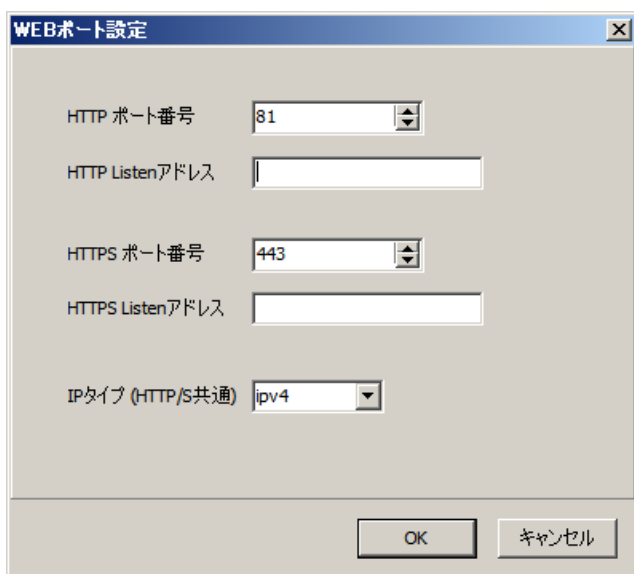 WEBポート設定
HTTP ポート番号 81
HTTP Listenアドレス
HTTPS ポート番号 443
HTTPS Listenアドレス
IPタイプ (HTTP/S共通) ipv4
OK キャンセル